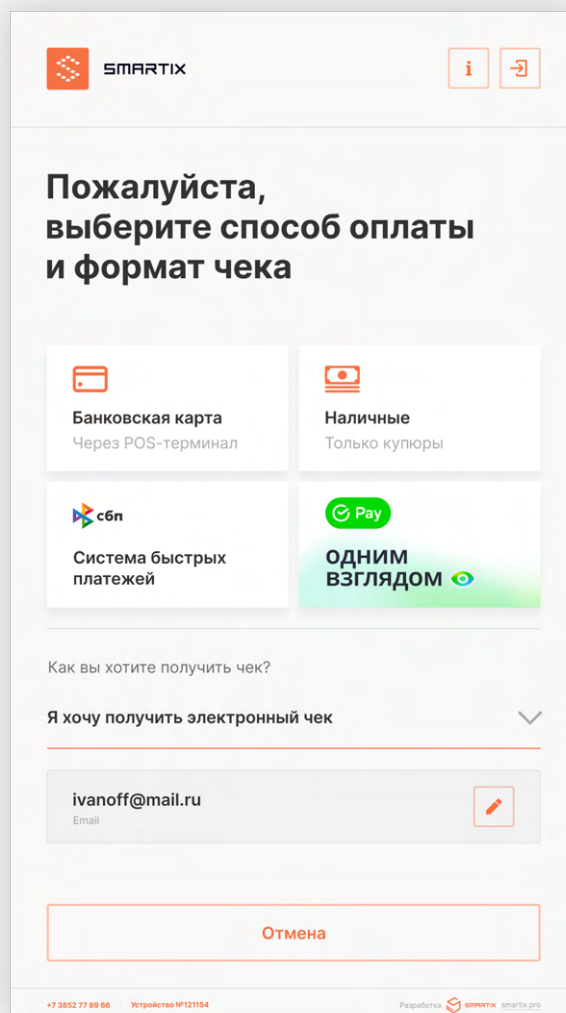 SMARTIX
i
Пожалуйста,
выберите способ оплаты
и формат чека
Банковская карта
Через POS-терминал
Наличные
Только купюры
сбп
Система быстрых
платежей
Pay
ОДНИМ
ВЗГЛЯДОМ
Как вы хотите получить чек?
Я хочу получить электронный чек
ivanoff@mail.ru
Email
Отмена
+7 3852 77 89 66 Устройство №121154
Разработка SMARTIX smartix.pro